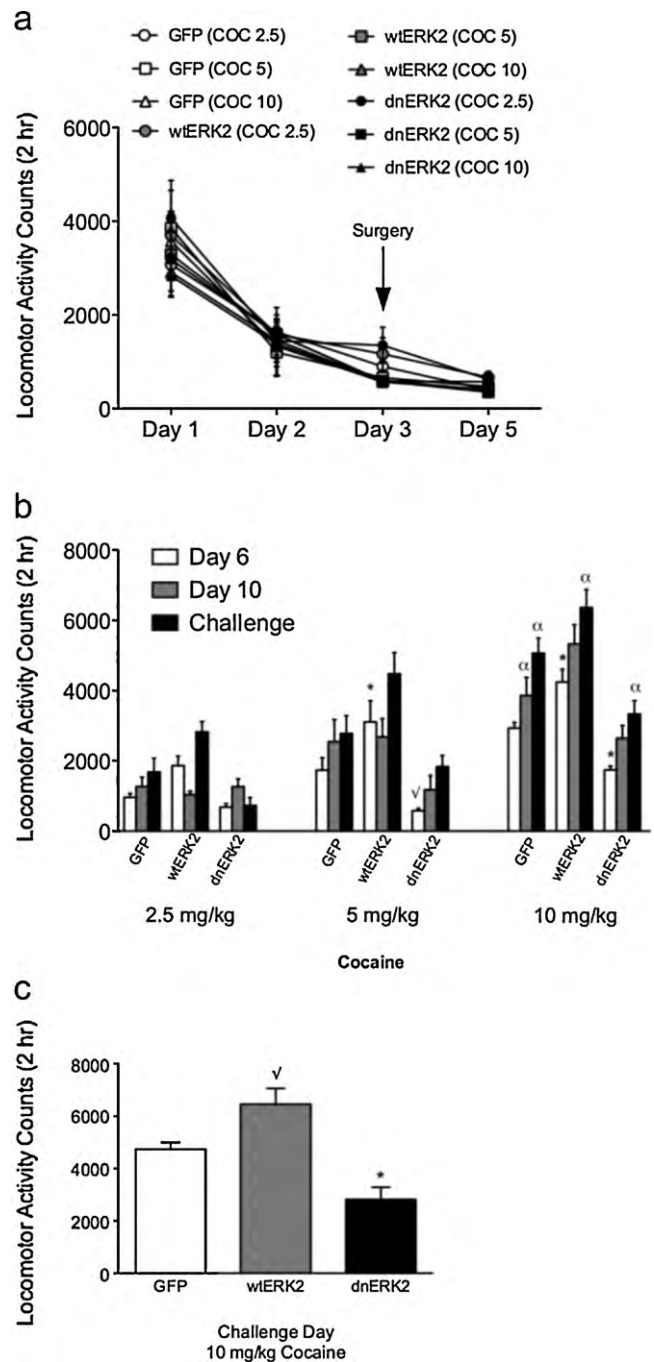 a
GFP (COC 2.5)
GFP (COC 5)
GFP (COC 10)
wtERK2 (COC 2.5)
wtERK2 (COC 5)
wtERK2 (COC 10)
dnERK2 (COC 2.5)
dnERK2 (COC 5)
dnERK2 (COC 10)
Locomotor Activity Counts (2 hr)
6000
4000
2000
0
Surgery
Day 1 Day 2 Day 3 Day 5
b
Locomotor Activity Counts (2 hr)
8000
6000
4000
2000
0
Day 6
Day 10
Challenge
* √ α α * α * α
GFP wtERK2 dnERK2 GFP wtERK2 dnERK2 GFP wtERK2 dnERK2
2.5 mg/kg 5 mg/kg 10 mg/kg
Cocaine
c
Locomotor Activity Counts (2 hr)
8000
6000
4000
2000
0
√
*
GFP wtERK2 dnERK2
Challenge Day
10 mg/kg Cocaine